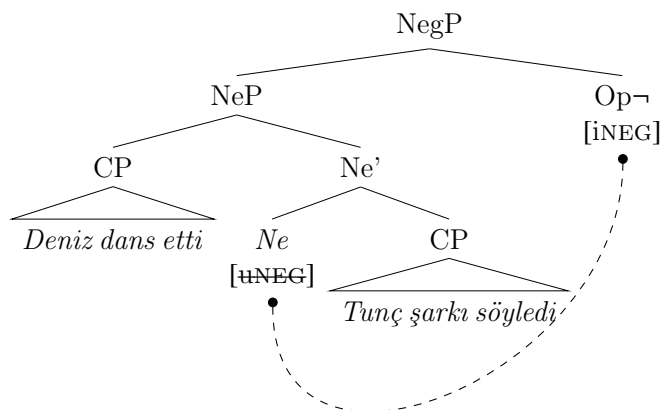 NegP
NeP Op¬
[iNEG]
CP Ne'
Deniz dans etti Ne CP
[uNEG]
Tunç şarkı söyledi